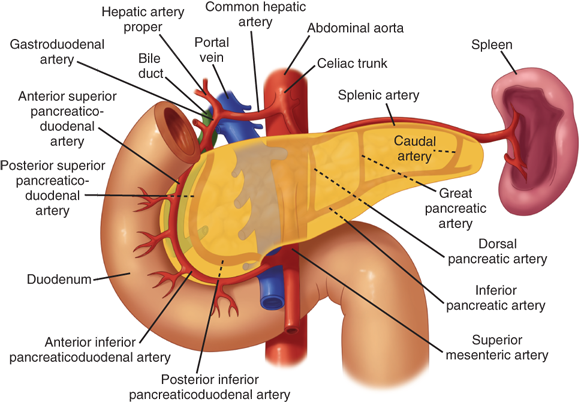 Hepatic artery
proper
Common hepatic
artery
Gastroduodenal
artery
Bile
duct
Portal
vein
Abdominal aorta
Celiac trunk
Spleen
Splenic artery
Anterior superior
pancreatico-
duodenal
artery
Caudal
artery
Posterior superior
pancreatico-
duodenal
artery
Great
pancreatic
artery
Dorsal
pancreatic artery
Duodenum
Inferior
pancreatic artery
Anterior inferior
pancreaticoduodenal artery
Superior
mesenteric artery
Posterior inferior
pancreaticoduodenal artery